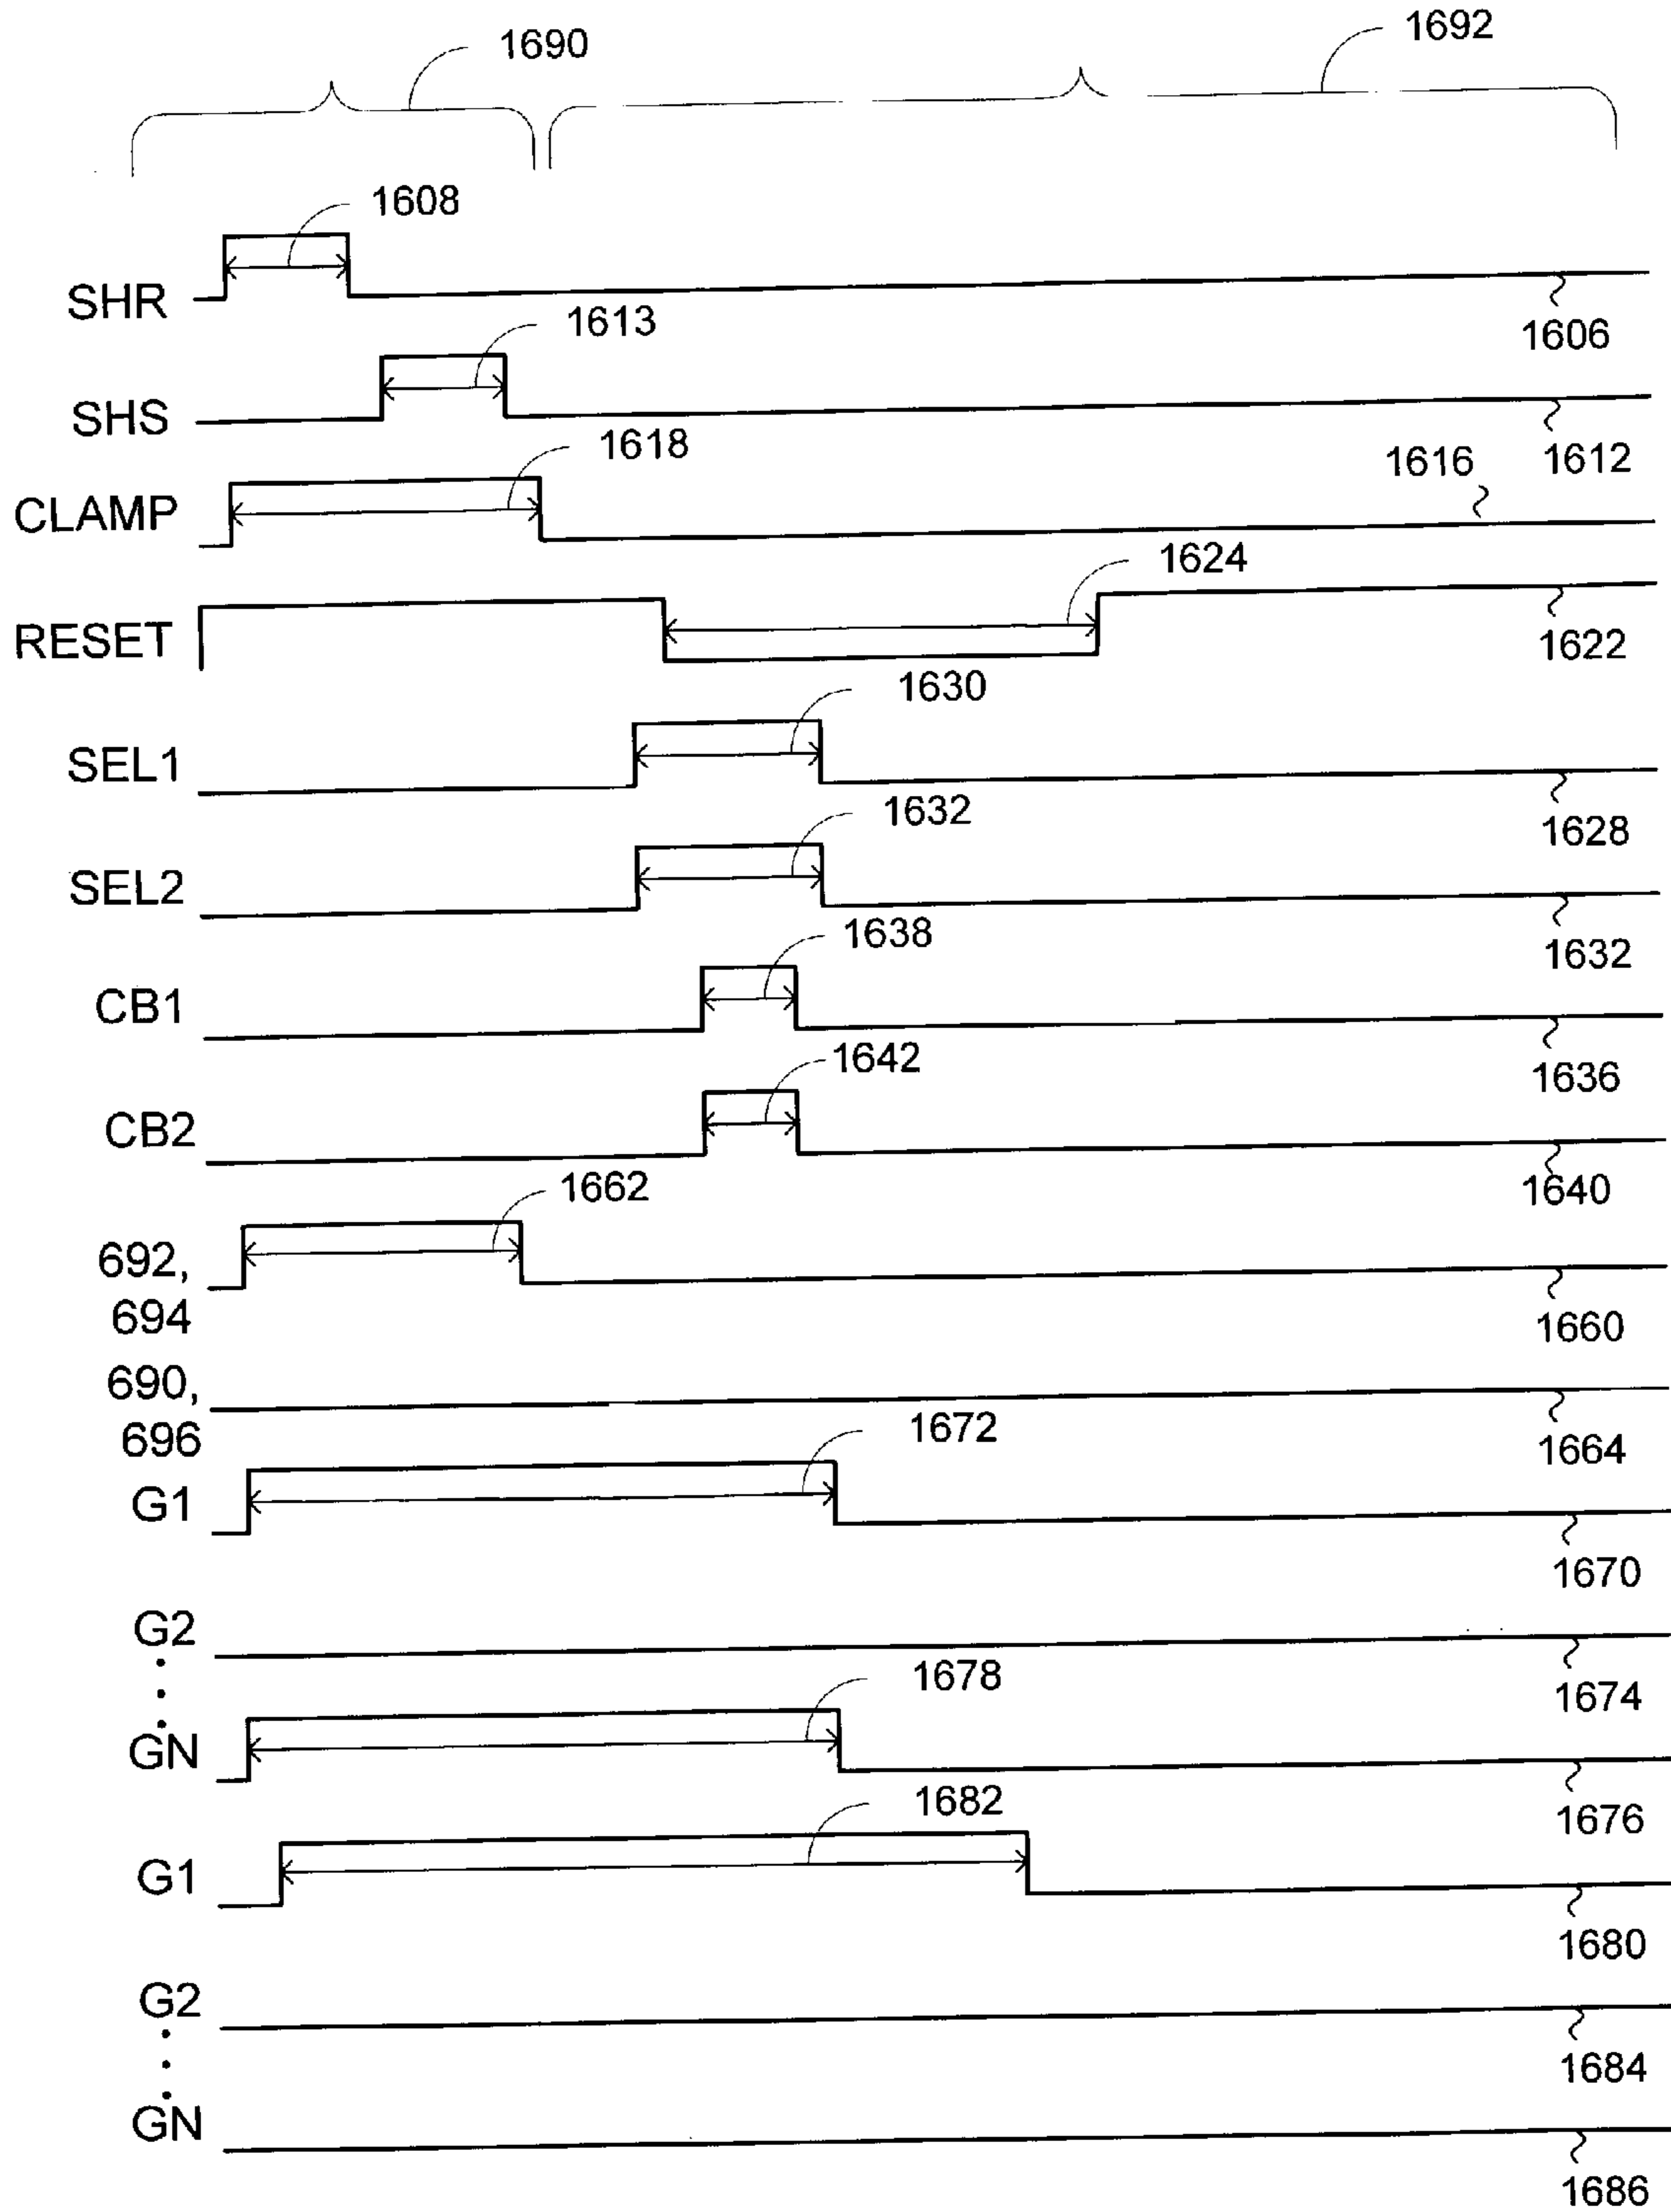 1690
1692
1608
SHR
1606
1613
SHS
1612
1618
1616
CLAMP
1624
RESET
1622
1630
SEL1
1628
1632
SEL2
1632
1638
CB1
1636
1642
CB2
1640
1662
692,
694
1660
690,
696
1664
1672
G1
1670
G2
1674
1678
GN
1676
1682
G1
1680
G2
1684
GN
1686